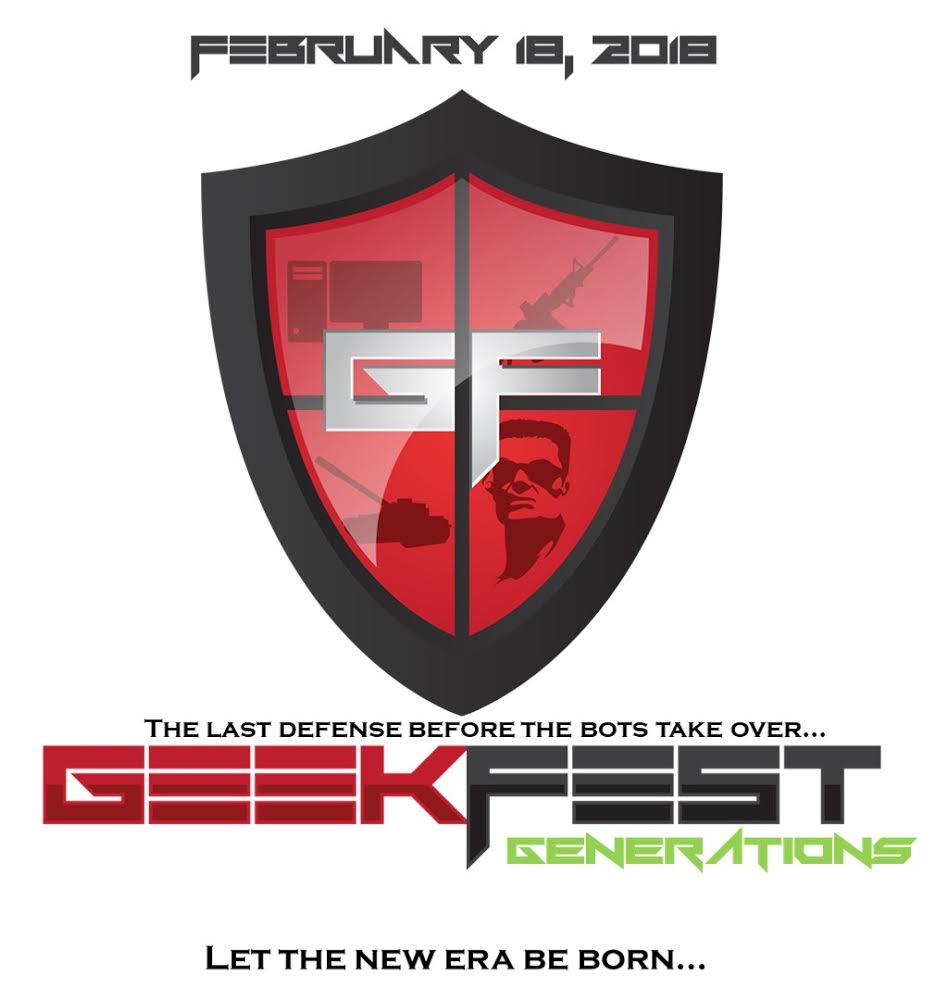 FEBRUARY 18, 2018
GF
THE LAST DEFENSE BEFORE THE BOTS TAKE OVER...
GEEKFEST
GENERATIONS
LET THE NEW ERA BE BORN...